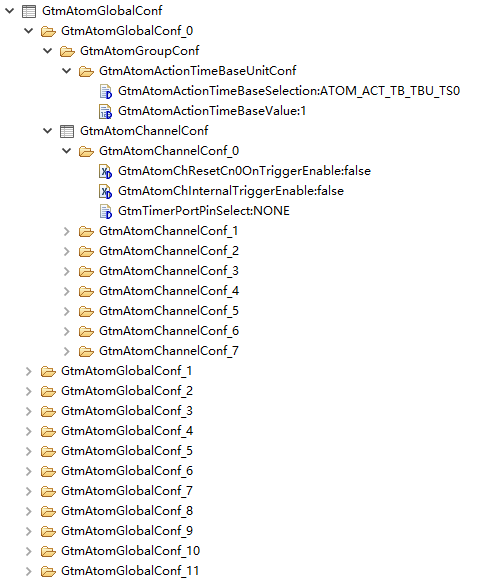 GtmAtomGlobalConf
GtmAtomGlobalConf_0
GtmAtomGroupConf
GtmAtomActionTimeBaseUnitConf
GtmAtomActionTimeBaseSelection:ATOM_ACT_TB_TBU_TS0
GtmAtomActionTimeBaseValue:1
GtmAtomChannelConf
GtmAtomChannelConf_0
GtmAtomChResetCn0OnTriggerEnable:false
GtmAtomChInternalTriggerEnable:false
GtmTimerPortPinSelect:NONE
GtmAtomChannelConf_1
GtmAtomChannelConf_2
GtmAtomChannelConf_3
GtmAtomChannelConf_4
GtmAtomChannelConf_5
GtmAtomChannelConf_6
GtmAtomChannelConf_7
GtmAtomGlobalConf_1
GtmAtomGlobalConf_2
GtmAtomGlobalConf_3
GtmAtomGlobalConf_4
GtmAtomGlobalConf_5
GtmAtomGlobalConf_6
GtmAtomGlobalConf_7
GtmAtomGlobalConf_8
GtmAtomGlobalConf_9
GtmAtomGlobalConf_10
GtmAtomGlobalConf_11